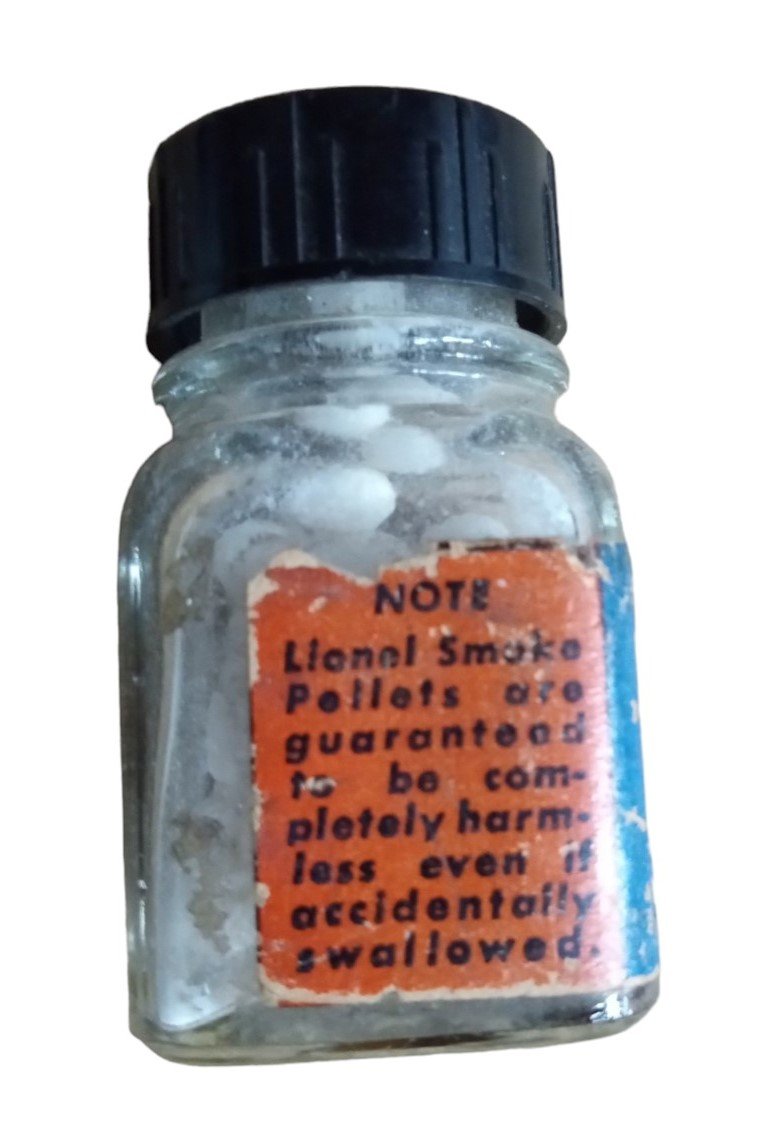 NOTE
Lionel Smoke
Pellets are
guaranteed
to be com-
pletely harm-
less even if
accidentally
swallowed.